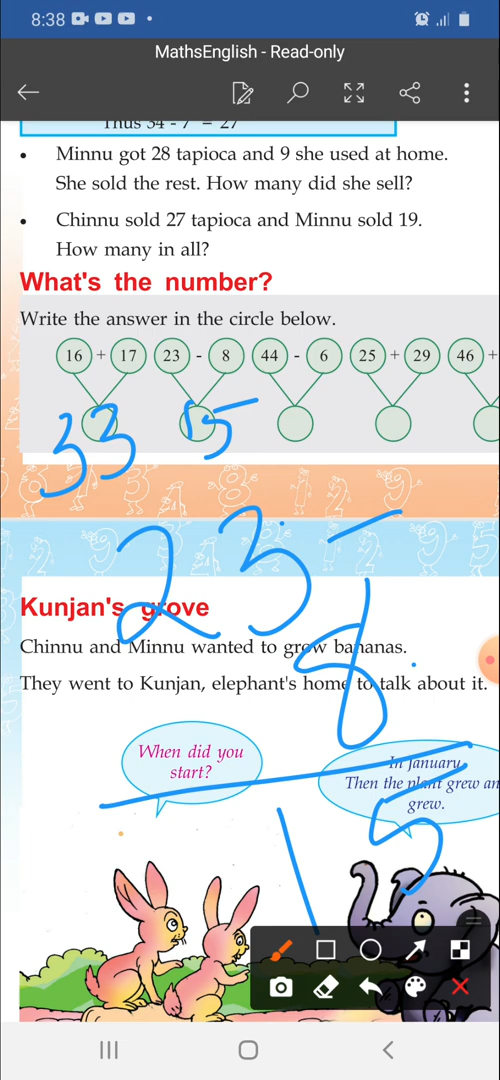 8:38
MathsEnglish - Read-only
Thus 34 - 7 = 27
• Minnu got 28 tapioca and 9 she used at home.
She sold the rest. How many did she sell?
• Chinnu sold 27 tapioca and Minnu sold 19.
How many in all?
What's the number?
Write the answer in the circle below.
16 + 17 23 - 8 44 - 6 25 + 29 46 +
33 15
23 -
8
15
Kunjan's grove
Chinnu and Minnu wanted to grow bananas.
They went to Kunjan, elephant's home to talk about it.
When did you
start?
In january.
Then the plant grew an
grew.